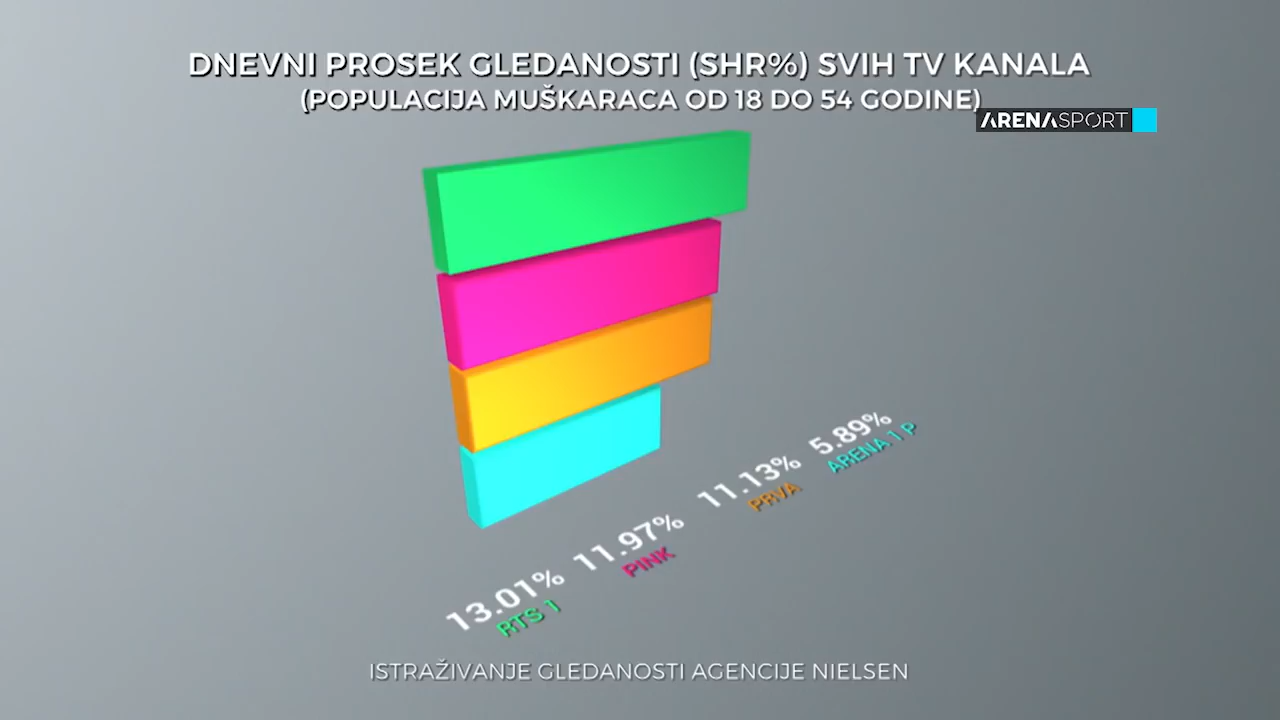 DNEVNI PROSEK GLEDANOSTI (SHR%) SVIH TV KANALA
(POPULACIJA MUŠKARACA OD 18 DO 54 GODINE)
ARENASPORT
5.89%
ARENA 1 P
11.13%
PRVA
11.97%
PINK
13.01%
RTS 1
ISTRAŽIVANJE GLEDANOSTI AGENCIJE NIELSEN